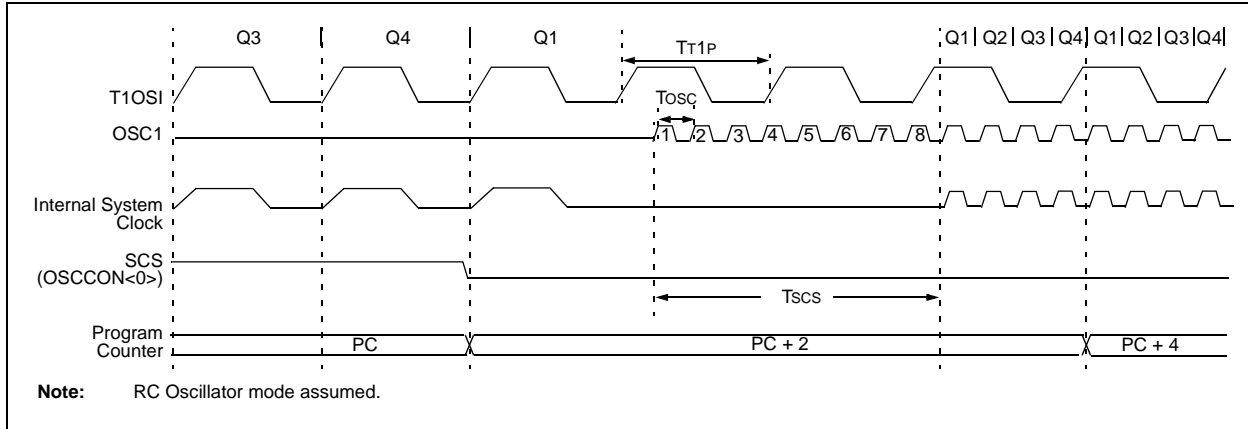 Q3 Q4 Q1 Q1 Q2 Q3 Q4 Q1 Q2 Q3 Q4
TT1P
T1OSI
TOSC
OSC1
1 2 3 4 5 6 7 8
Internal System
Clock
SCS
(OSCCON<0>)
TSCS
Program
Counter
PC PC + 2 PC + 4
Note: RC Oscillator mode assumed.